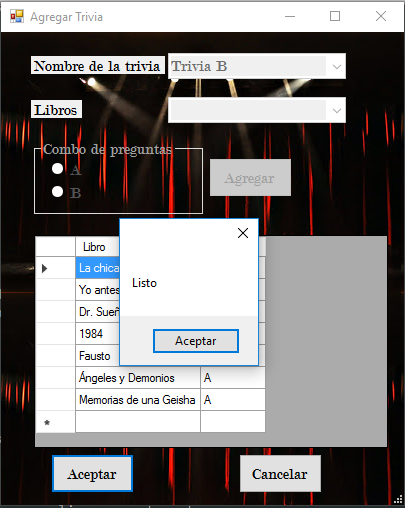 Agregar Trivia
Nombre de la trivia Trivia B
Libros
Combo de preguntas
A
B
Agregar
Libro
La chica
Yo antes
Dr. Sueñ
1984
Fausto
Ángeles y Demonios A
Memorias de una Geisha A
*
Listo
Aceptar
Aceptar Cancelar